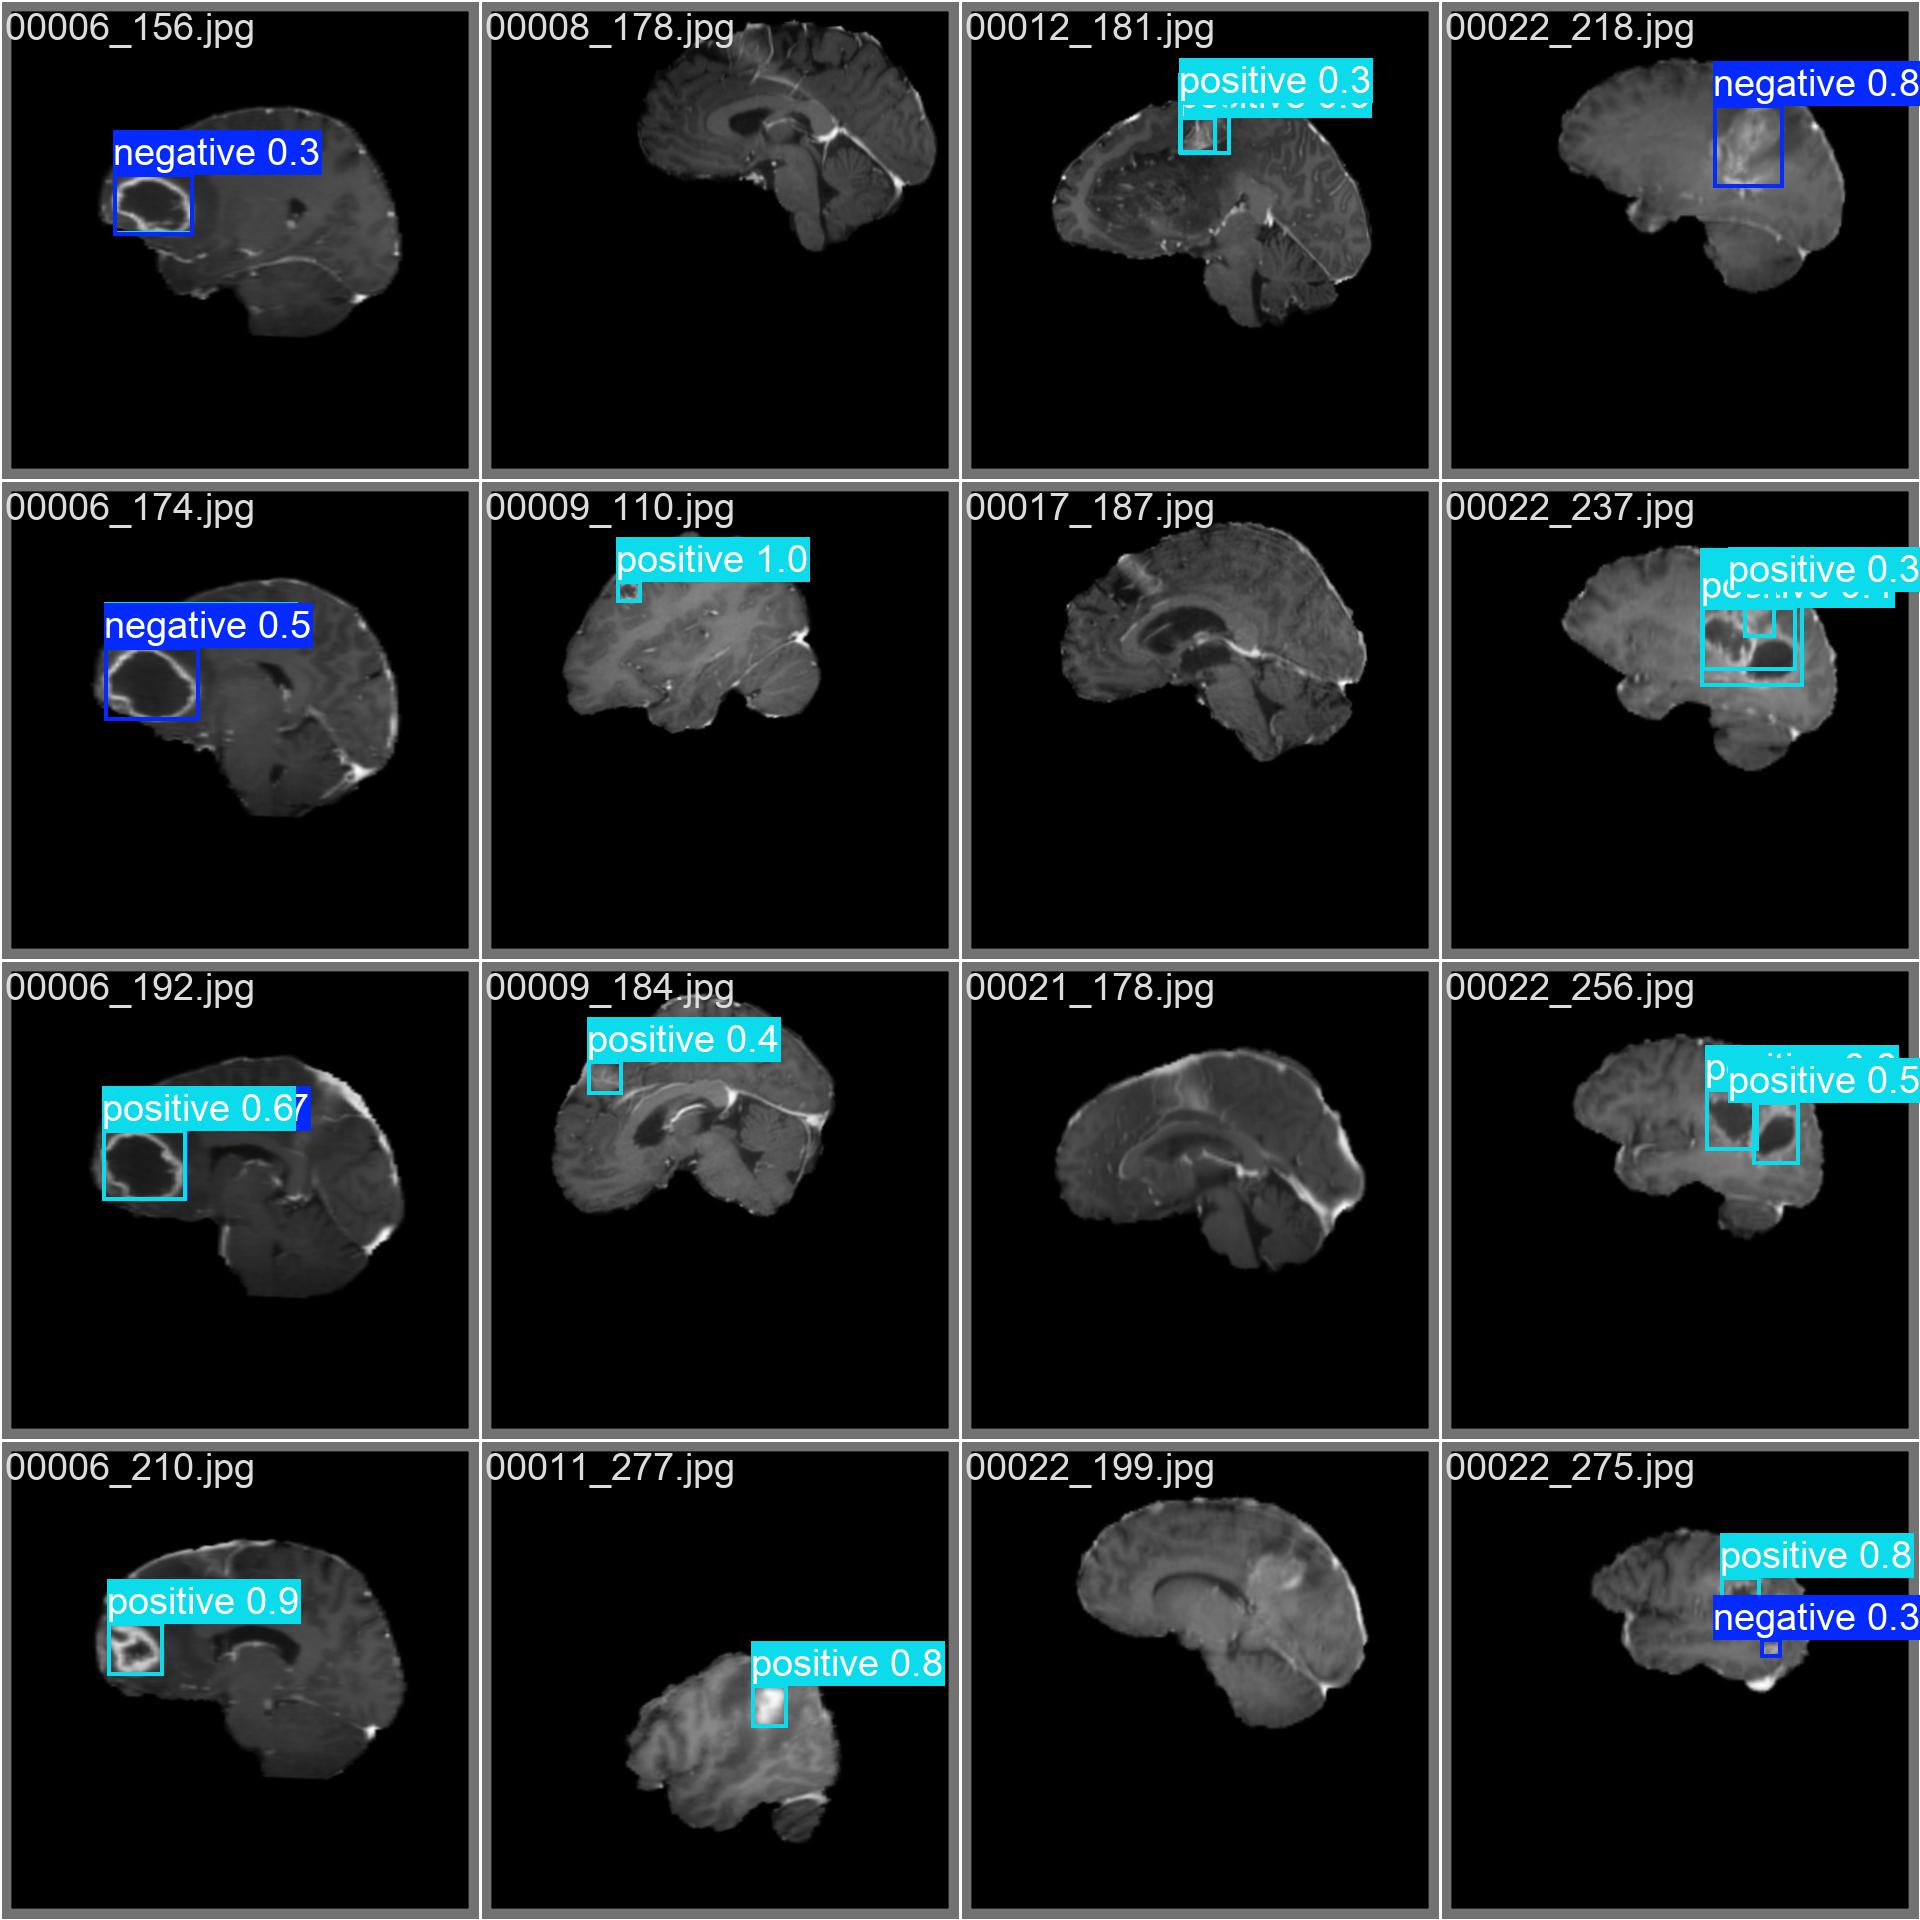 00006_156.jpg
negative 0.3
00008_178.jpg
00012_181.jpg
positive 0.3
00022_218.jpg
negative 0.8
00006_174.jpg
negative 0.5
00009_110.jpg
positive 1.0
00017_187.jpg
00022_237.jpg
positive 0.3
00006_192.jpg
positive 0.67
00009_184.jpg
positive 0.4
00021_178.jpg
00022_256.jpg
positive 0.5
00006_210.jpg
positive 0.9
00011_277.jpg
positive 0.8
00022_199.jpg
00022_275.jpg
positive 0.8
negative 0.3